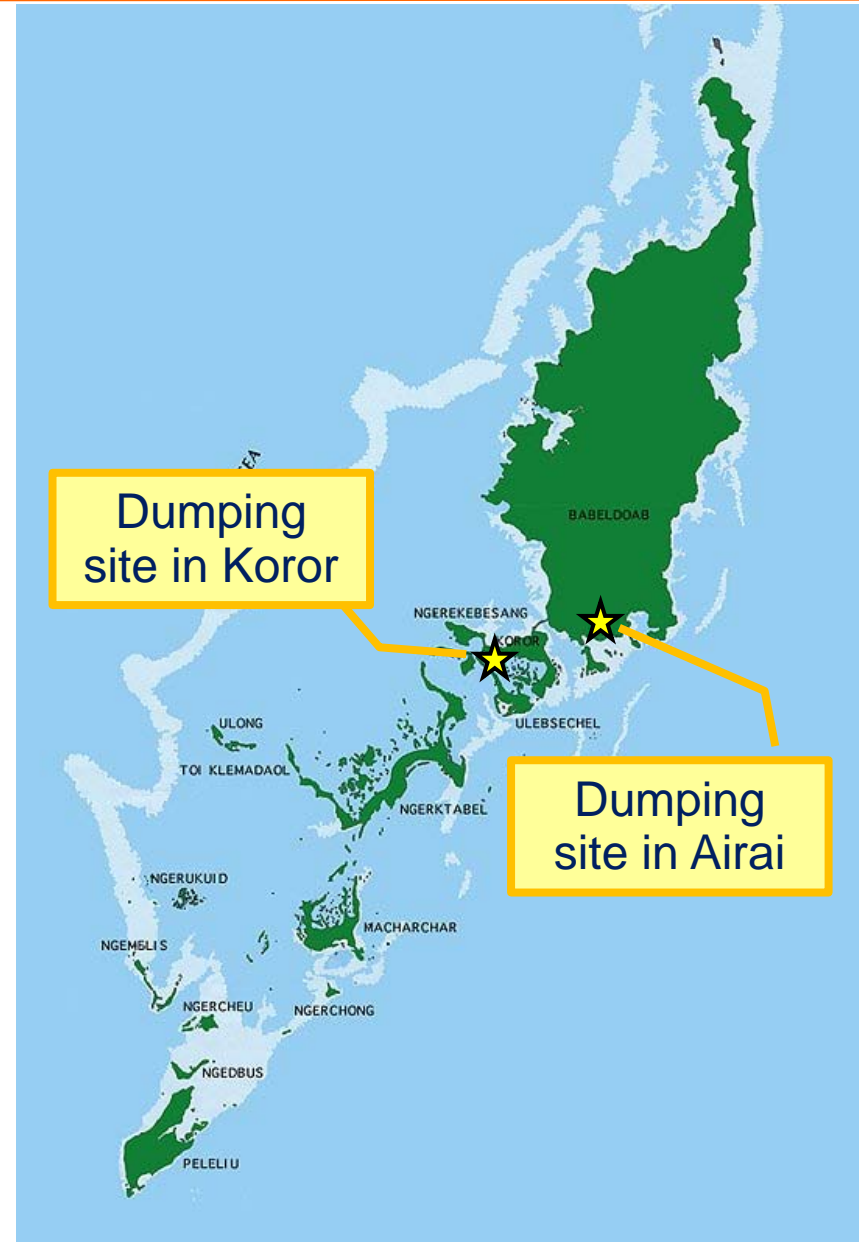 SEA
Dumping
site in Koror
BABELDOAB
NGEREKEBESANG
KOROR
ULONG
ULEBSECHEL
TOI KLEMADAOL
NGERKTABEL
Dumping
site in Airai
NGERUKUID
MACHARCHAR
NGEMELIS
NGERCHEU
NGERCHONG
NGEDBUS
PELELIU